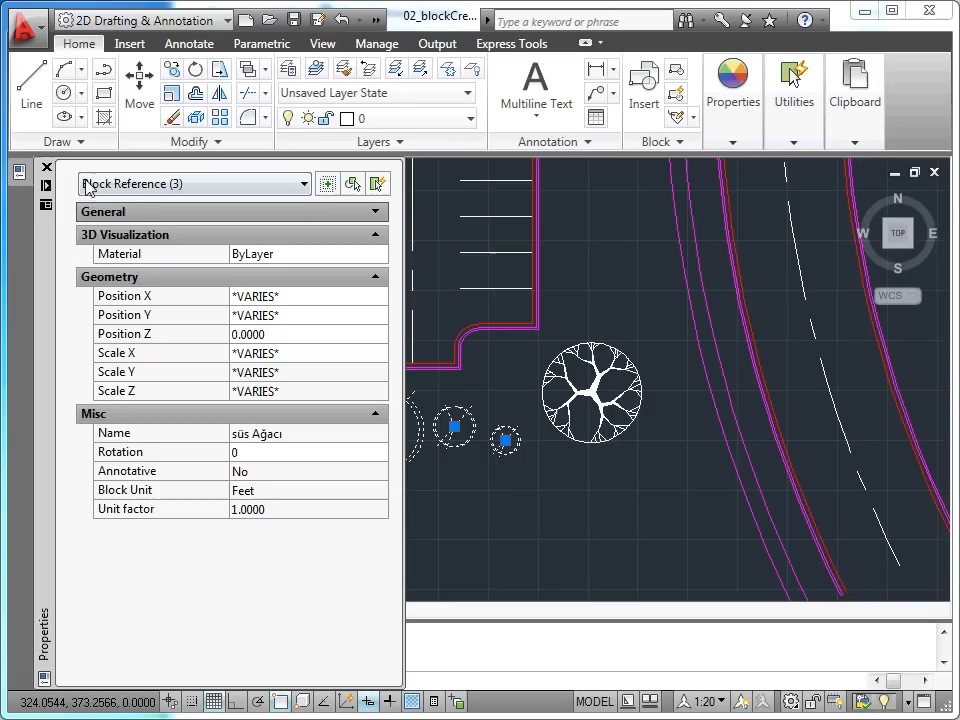 2D Drafting & Annotation
02_blockCre...
Type a keyword or phrase
Home Insert Annotate Parametric View Manage Output Express Tools
Line
Move
Unsaved Layer State
0
Multiline Text
Insert
Properties
Utilities
Clipboard
Draw Modify Layers Annotation Block
Block Reference (3)
General
3D Visualization
Material ByLayer
Geometry
Position X *VARIES*
Position Y *VARIES*
Position Z 0.0000
Scale X *VARIES*
Scale Y *VARIES*
Scale Z *VARIES*
Misc
Name süs Ağacı
Rotation 0
Annotative No
Block Unit Feet
Unit factor 1.0000
Properties
N
W TOP E
S
WCS
324.0544, 373.2566, 0.0000 MODEL 1:20